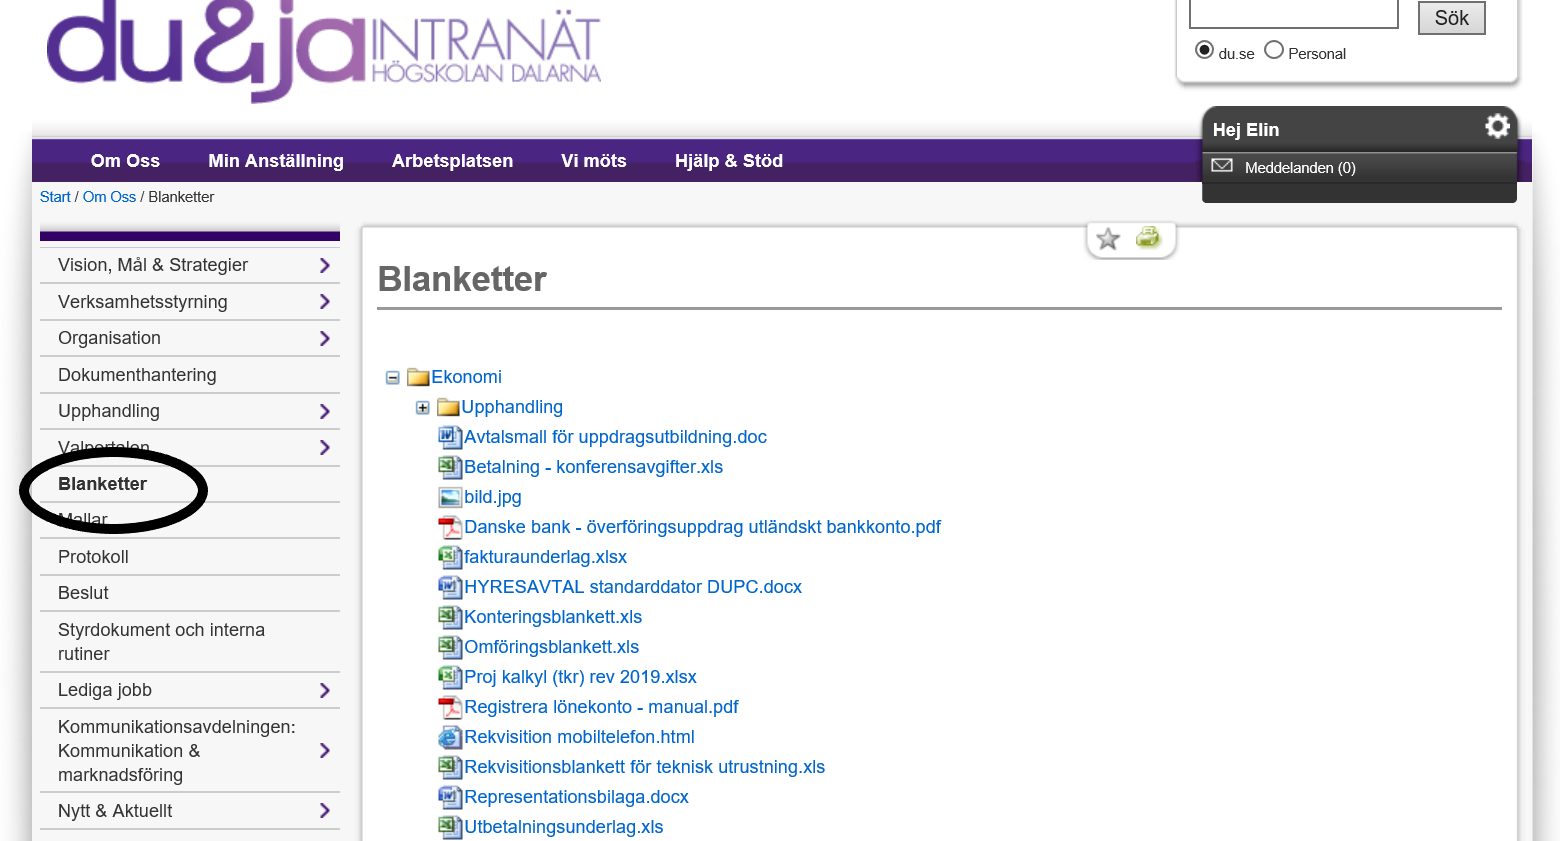 du&ja INTRANÄT
HÖGSKOLAN DALARNA
Sök
du.se Personal
Hej Elin
Meddelanden (0)
Om Oss Min Anställning Arbetsplatsen Vi möts Hjälp & Stöd
Start / Om Oss / Blanketter
Vision, Mål & Strategier
Verksamhetsstyrning
Organisation
Dokumenthantering
Upphandling
Valportalen
Blanketter
Mallar
Protokoll
Beslut
Styrdokument och interna
rutiner
Lediga jobb
Kommunikationsavdelningen:
Kommunikation &
marknadsföring
Nytt & Aktuellt
Blanketter
Ekonomi
Upphandling
Avtalsmall för uppdragsutbildning.doc
Betalning - konferensavgifter.xls
bild.jpg
Danske bank - överföringsuppdrag utländskt bankkonto.pdf
fakturaunderlag.xlsx
HYRESAVTAL standarddator DUPC.docx
Konteringsblankett.xls
Omföringsblankett.xls
Proj kalkyl (tkr) rev 2019.xlsx
Registrera lönekonto - manual.pdf
Rekvisition mobiltelefon.html
Rekvisitionsblankett för teknisk utrustning.xls
Representationsbilaga.docx
Utbetalningsunderlag.xls